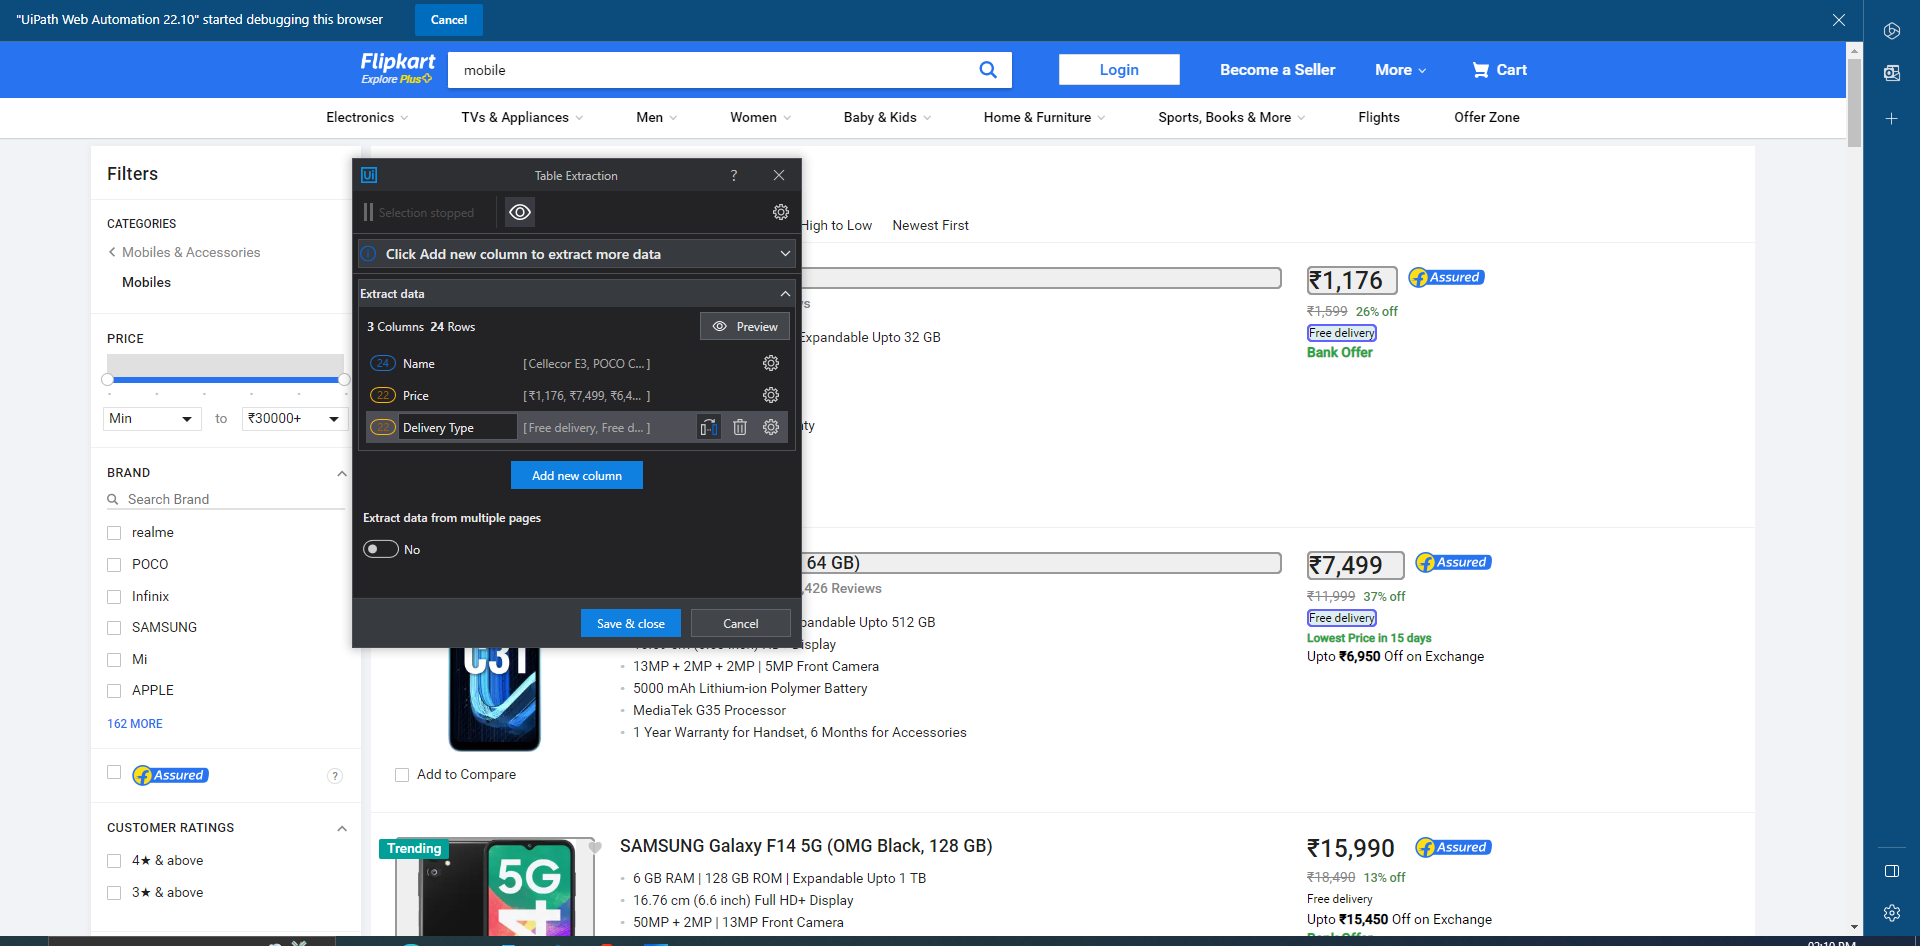 "UiPath Web Automation 22.10" started debugging this browser
Cancel
Flipkart
Explore Plus
mobile
Login
Become a Seller
More
Cart
Electronics
TVs & Appliances
Men
Women
Baby & Kids
Home & Furniture
Sports, Books & More
Flights
Offer Zone
Filters
CATEGORIES
Mobiles & Accessories
Mobiles
PRICE
Min
to
₹30000+
BRAND
Search Brand
realme
POCO
Infinix
SAMSUNG
Mi
APPLE
162 MORE
Assured
?
CUSTOMER RATINGS
4★ & above
3★ & above
Ui
Table Extraction
?
Selection stopped
Click Add new column to extract more data
Extract data
3 Columns 24 Rows
Preview
24 Name [Cellecor E3, POCO C...]
22 Price [₹1,176, ₹7,499, ₹6,4... ]
22 Delivery Type [Free delivery, Free d... ]
Add new column
Extract data from multiple pages
No
Save & close
Cancel
High to Low
Newest First
Expandable Upto 32 GB
ty
₹1,176
Assured
₹1,599 26% off
Free delivery
Bank Offer
64 GB)
,426 Reviews
pandable Upto 512 GB
isplay
13MP + 2MP + 2MP | 5MP Front Camera
5000 mAh Lithium-ion Polymer Battery
MediaTek G35 Processor
1 Year Warranty for Handset, 6 Months for Accessories
Add to Compare
C31
₹7,499
Assured
₹11,999 37% off
Free delivery
Lowest Price in 15 days
Upto ₹6,950 Off on Exchange
Trending
5G
SAMSUNG Galaxy F14 5G (OMG Black, 128 GB)
6 GB RAM | 128 GB ROM | Expandable Upto 1 TB
16.76 cm (6.6 inch) Full HD+ Display
50MP + 2MP | 13MP Front Camera
₹15,990
Assured
₹18,490 13% off
Free delivery
Upto ₹15,450 Off on Exchange